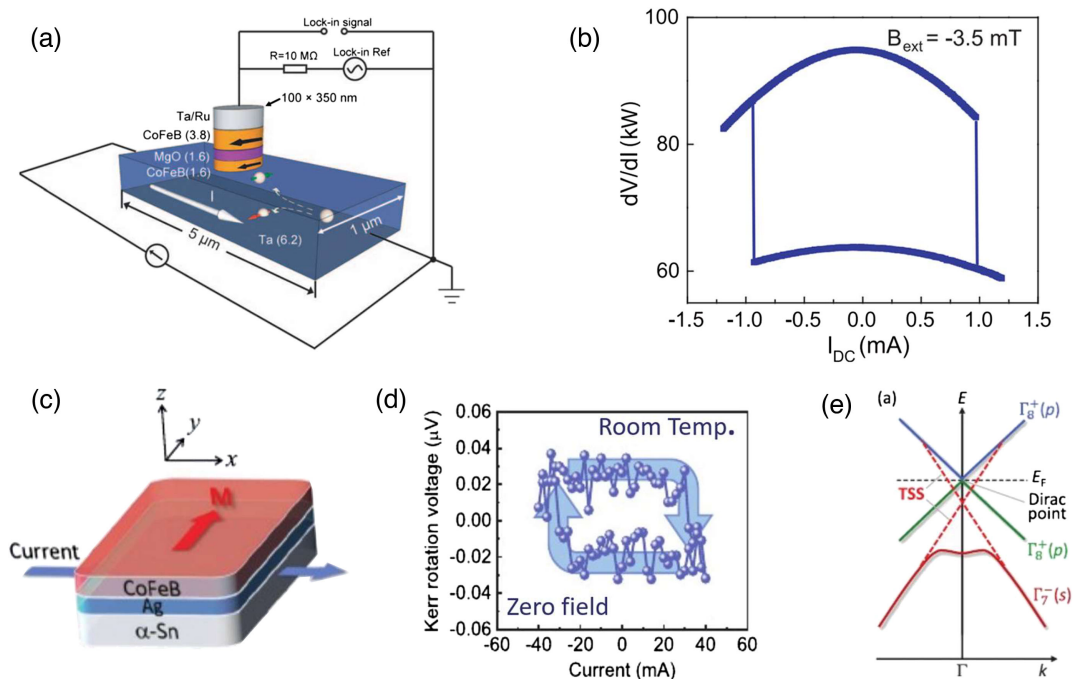 (a)
Lock-in signal
R=10 MΩ
Lock-in Ref
100 × 350 nm
Ta/Ru
CoFeB (3.8)
MgO (1.6)
CoFeB(1.6)
I
Ta (6.2)
5 µm
1 µm
(b)
B_ext = -3.5 mT
dV/dI (kW)
100
80
60
-1.5
-1.0
-0.5
0.0
0.5
1.0
1.5
I_DC (mA)
(c)
z
y
x
M
Current
CoFeB
Ag
α-Sn
(d)
Room Temp.
Zero field
Kerr rotation voltage (µV)
0.06
0.04
0.02
0.00
-0.02
-0.04
-0.06
-60
-40
-20
0
20
40
60
Current (mA)
(e)
(a)
E
Γ₈⁺(p)
E_F
TSS
Dirac
point
Γ₈⁺(p)
Γ₇⁻(s)
Γ
k